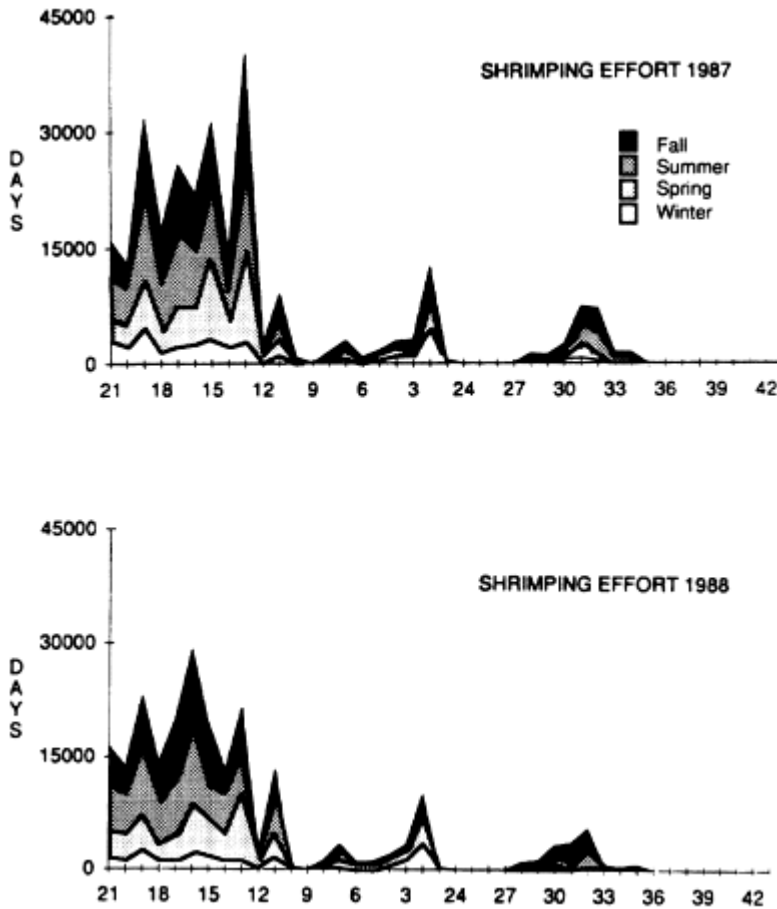 45000
SHRIMPING EFFORT 1987
30000
Fall
Summer
Spring
Winter
DAYS
15000
0
21 18 15 12 9 6 3 24 27 30 33 36 39 42
45000
SHRIMPING EFFORT 1988
30000
DAYS
15000
0
21 18 15 12 9 6 3 24 27 30 33 36 39 42